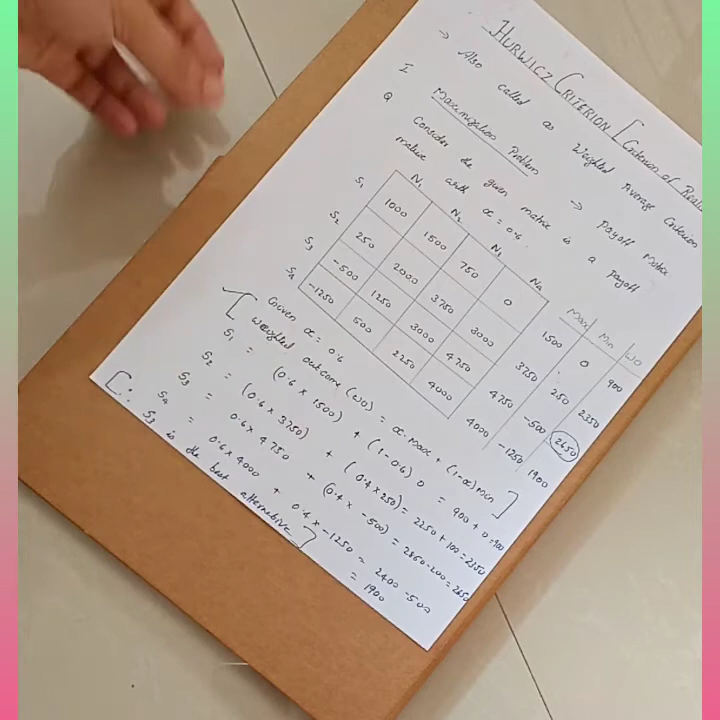 HURWICZ CRITERION [Criterion of Real
→ Also called as Weighted Average Criterion
I Maximization Problem → Payoff Matrix
Q Consider the given matrix is a payoff
matrix with α = 0.6.
N1 N2 N3 N4 Max Min WO
S1 1000 1500 750 0 1500 0 900
S2 250 2000 3750 3000 3750 250 2350
S3 -500 1250 3000 4750 4750 -500 2650
S4 -1250 500 2250 4000 4000 -1250 1900
Given α = 0.6
[Weighted outcome (WO) = α. Max + (1-α) Min]
S1 = (0.6 x 1500) + (1-0.6) 0 = 900 + 0 = 900
S2 = (0.6 x 3750) + (0.4 x 250) = 2250 + 100 = 2350
S3 = 0.6 x 4750 + (0.4 x -500) = 2850 - 200 = 2650
S4 = 0.6 x 4000 + 0.4 x -1250 = 2400 - 500
= 1900
[∴ S3 is the best alternative]